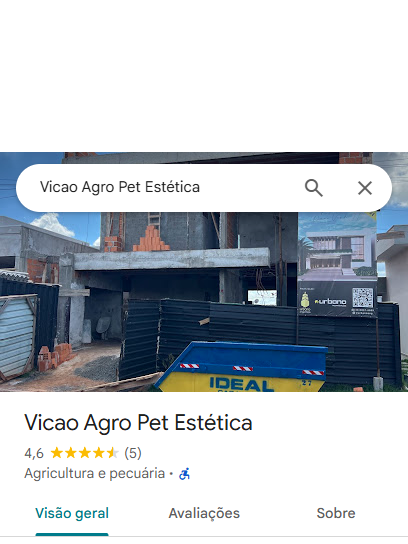 Vicao Agro Pet Estética
urbano
IDEAL
Vicao Agro Pet Estética
4,6 (5)
Agricultura e pecuária ·
Visão geral Avaliações Sobre